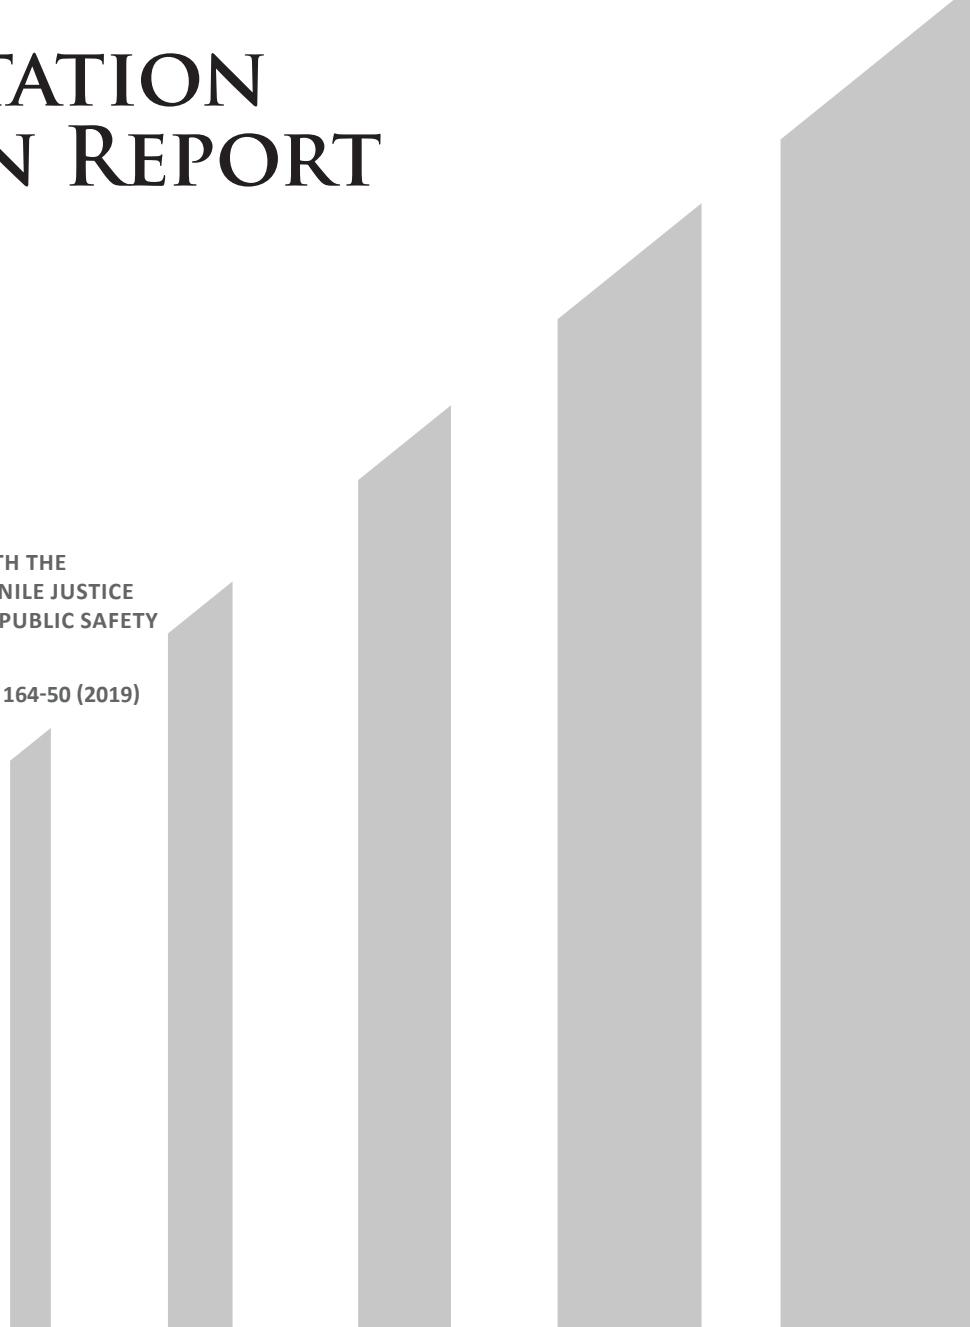 TATION
N REPORT
TH THE
NILE JUSTICE
PUBLIC SAFETY
164-50 (2019)